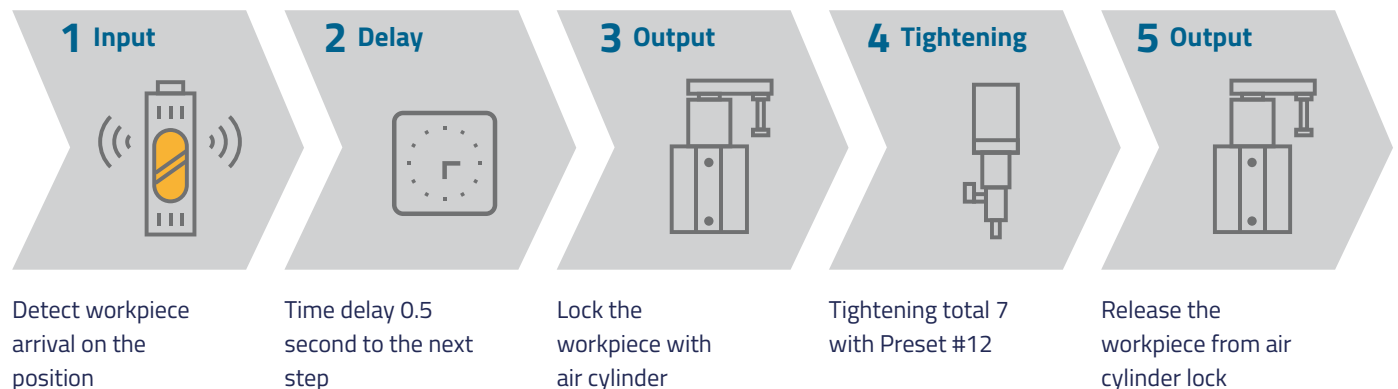 1 Input
Detect workpiece
arrival on the
position
2 Delay
Time delay 0.5
second to the next
step
3 Output
Lock the
workpiece with
air cylinder
4 Tightening
Tightening total 7
with Preset #12
5 Output
Release the
workpiece from air
cylinder lock